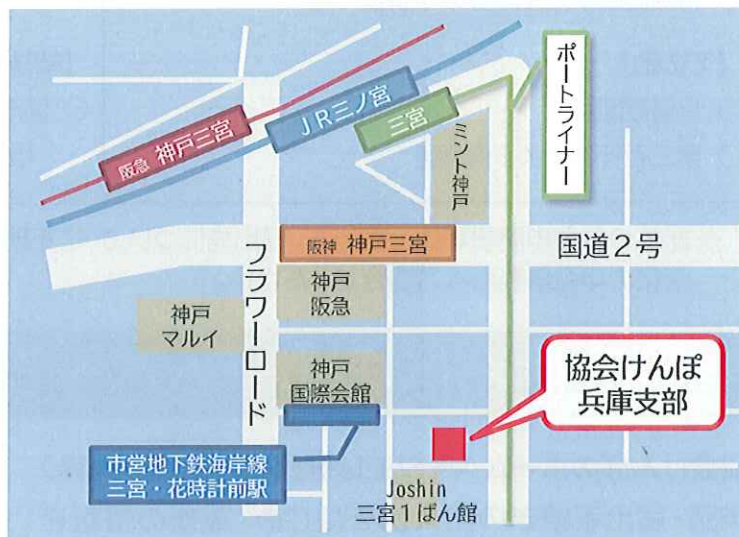 ポートライナー
JR三ノ宮
三宮
阪急 神戸三宮
ミント神戸
阪神 神戸三宮
国道2号
フラワーロード
神戸
阪急
神戸
マルイ
神戸
国際会館
協会けんぽ
兵庫支部
市営地下鉄海岸線
三宮・花時計前駅
Joshin
三宮1ばん館